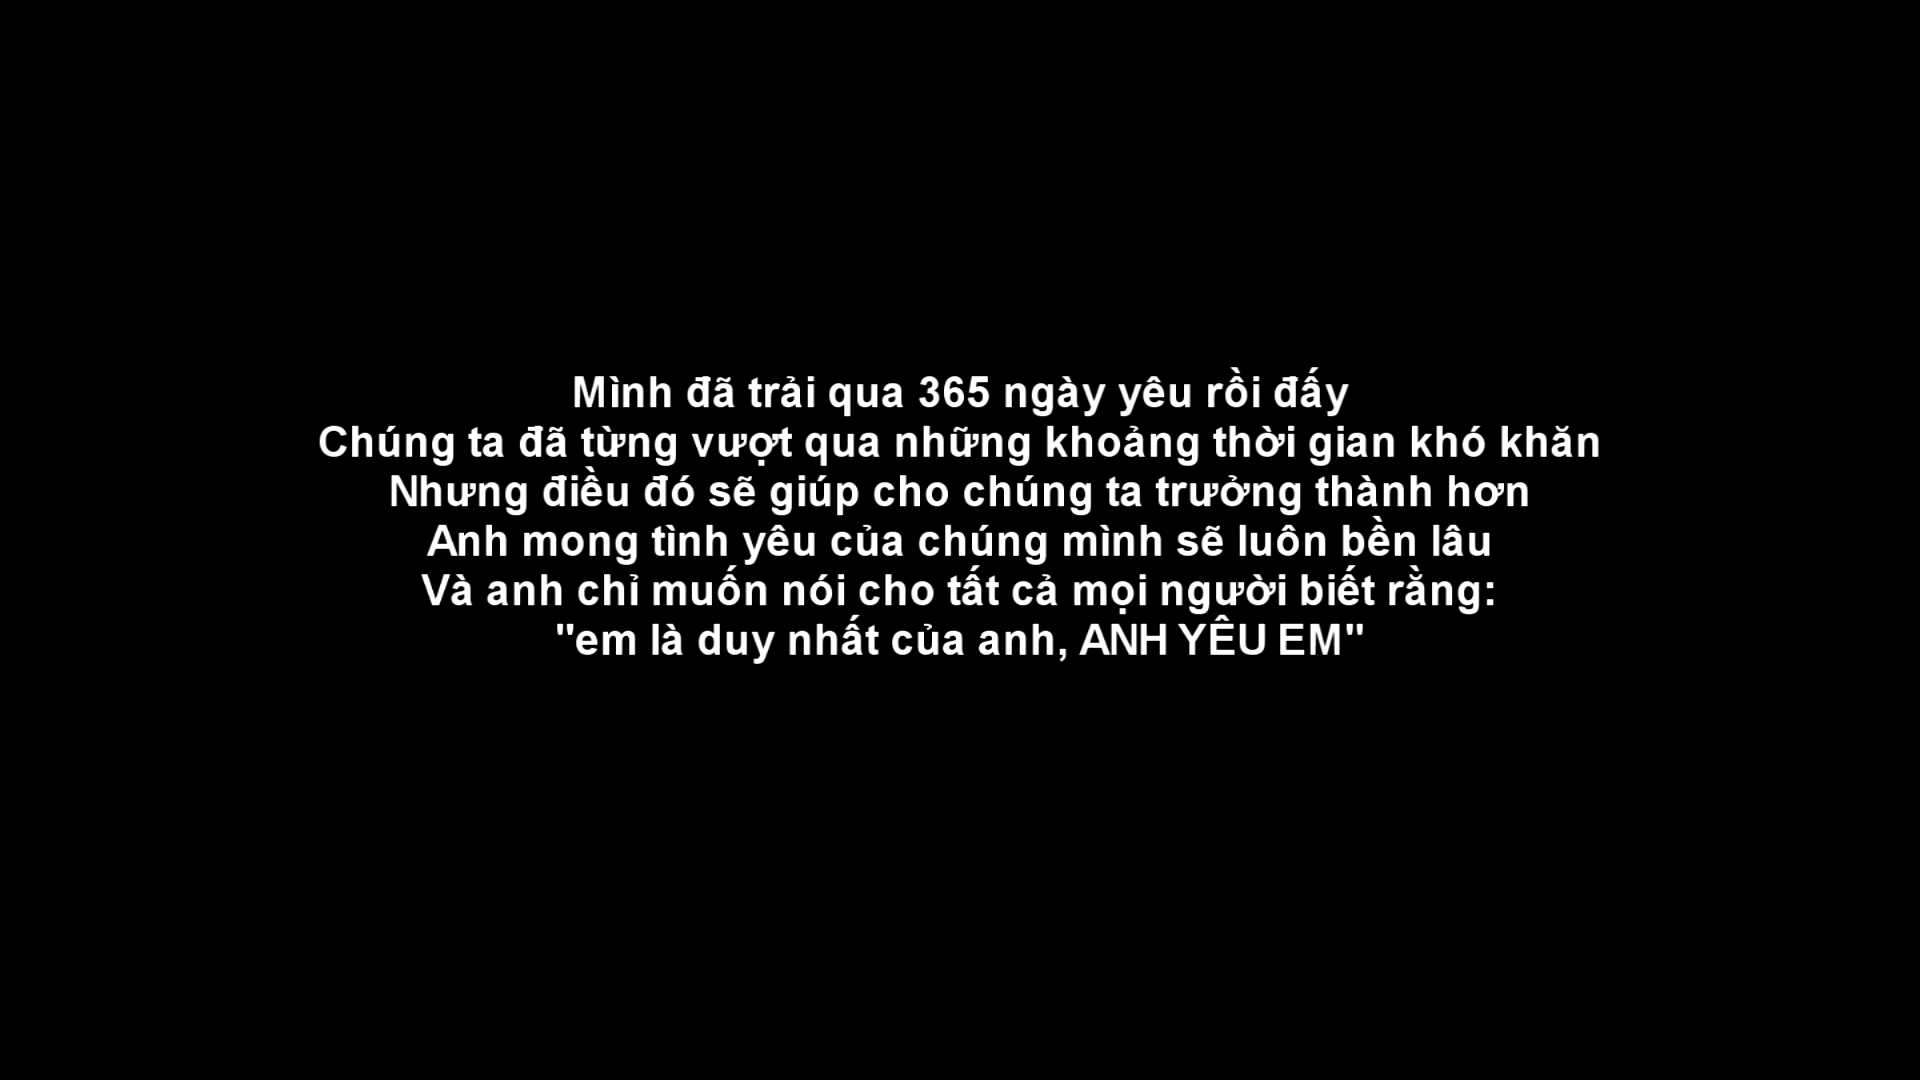 Mình đã trải qua 365 ngày yêu rồi đấy
Chúng ta đã từng vượt qua những khoảng thời gian khó khăn
Nhưng điều đó sẽ giúp cho chúng ta trưởng thành hơn
Anh mong tình yêu của chúng mình sẽ luôn bền lâu
Và anh chỉ muốn nói cho tất cả mọi người biết rằng:
"em là duy nhất của anh, ANH YÊU EM"